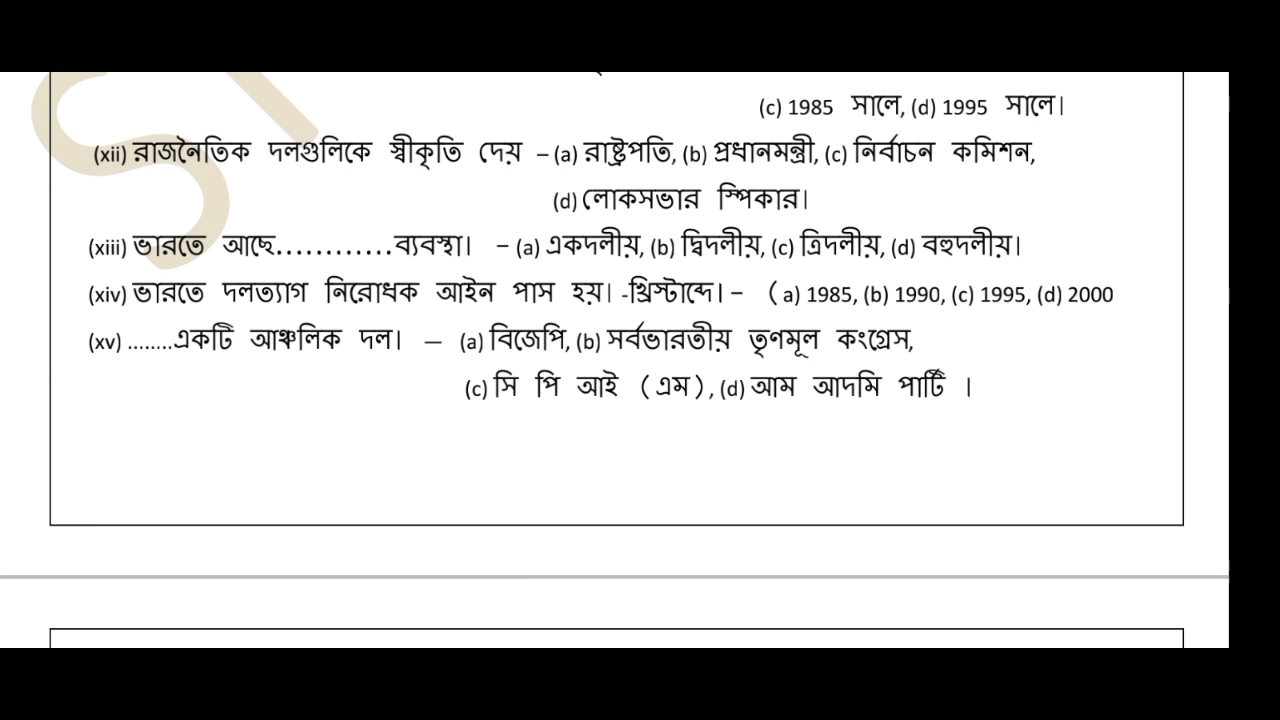 (c) 1985 সালে, (d) 1995 সালে।
(xii) রাজনৈতিক দলগুলিকে স্বীকৃতি দেয় – (a) রাষ্ট্রপতি, (b) প্রধানমন্ত্রী, (c) নির্বাচন কমিশন,
(d) লোকসভার স্পিকার।
(xiii) ভারতে আছে............ব্যবস্থা। – (a) একদলীয়, (b) দ্বিদলীয়, (c) ত্রিদলীয়, (d) বহুদলীয়।
(xiv) ভারতে দলত্যাগ নিরোধক আইন পাস হয়। -খ্রিস্টাব্দে। – ( a) 1985, (b) 1990, (c) 1995, (d) 2000
(xv) ........একটি আঞ্চলিক দল। — (a) বিজেপি, (b) সর্বভারতীয় তৃণমূল কংগ্রেস,
(c) সি পি আই ( এম ), (d) আম আদমি পার্টি ।